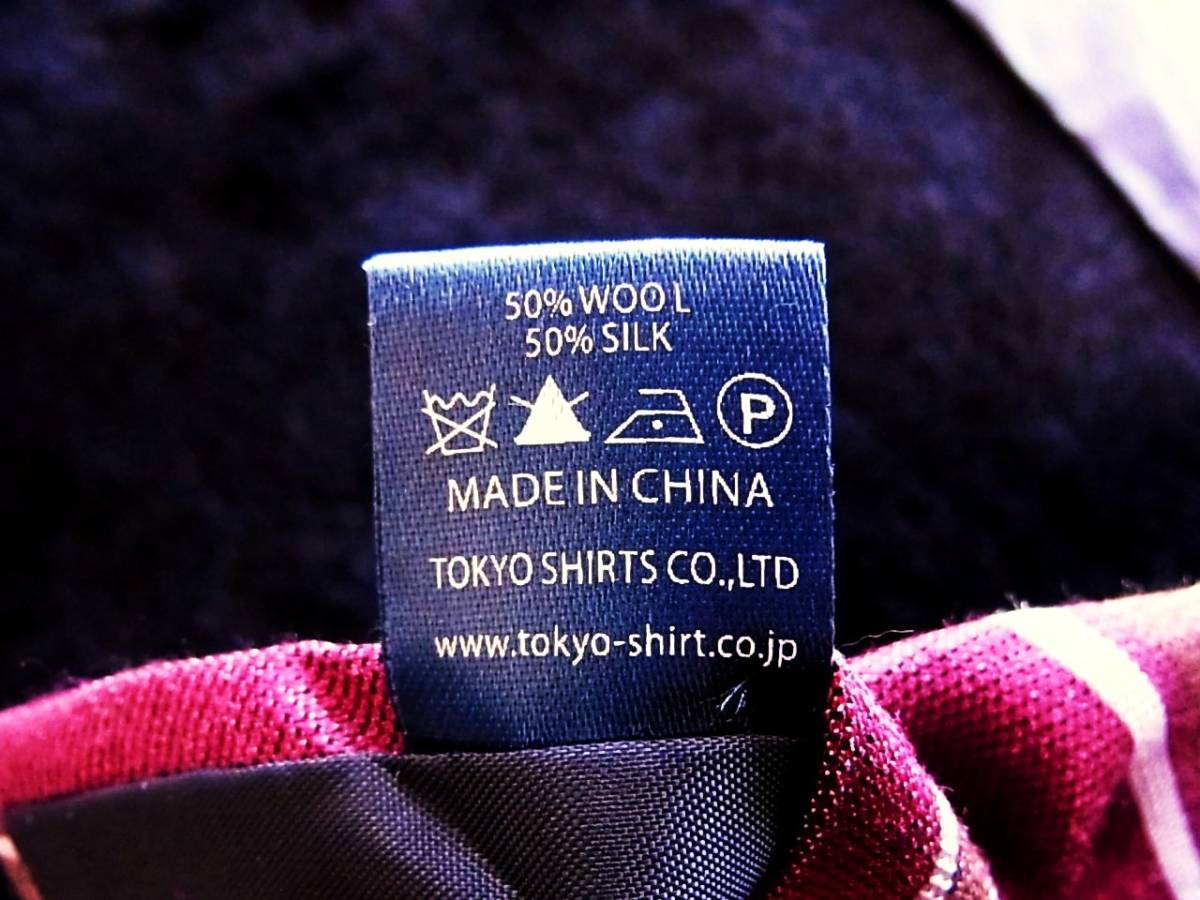 50% WOOL
50% SILK
P
MADE IN CHINA
TOKYO SHIRTS CO.,LTD
www.tokyo-shirt.co.jp